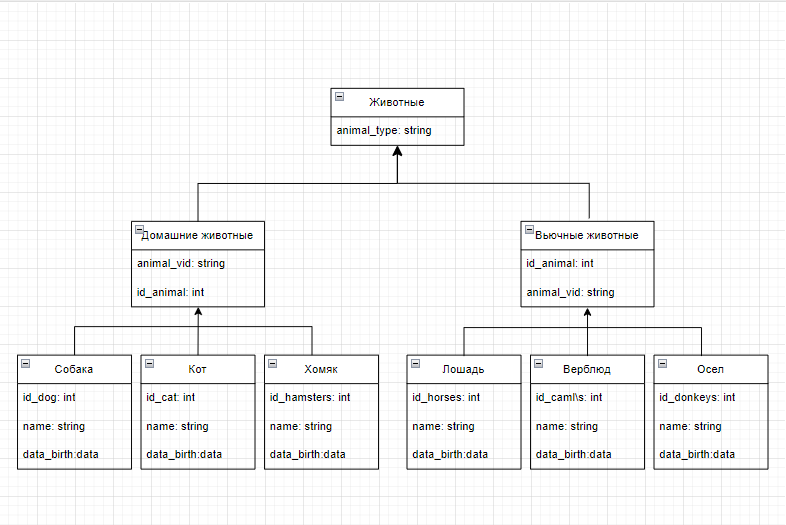 Животные
animal_type: string
Домашние животные
animal_vid: string
id_animal: int
Вьючные животные
id_animal: int
animal_vid: string
Собака
id_dog: int
name: string
data_birth:data
Кот
id_cat: int
name: string
data_birth:data
Хомяк
id_hamsters: int
name: string
data_birth:data
Лошадь
id_horses: int
name: string
data_birth:data
Верблюд
id_caml\s: int
name: string
data_birth:data
Осел
id_donkeys: int
name: string
data_birth:data